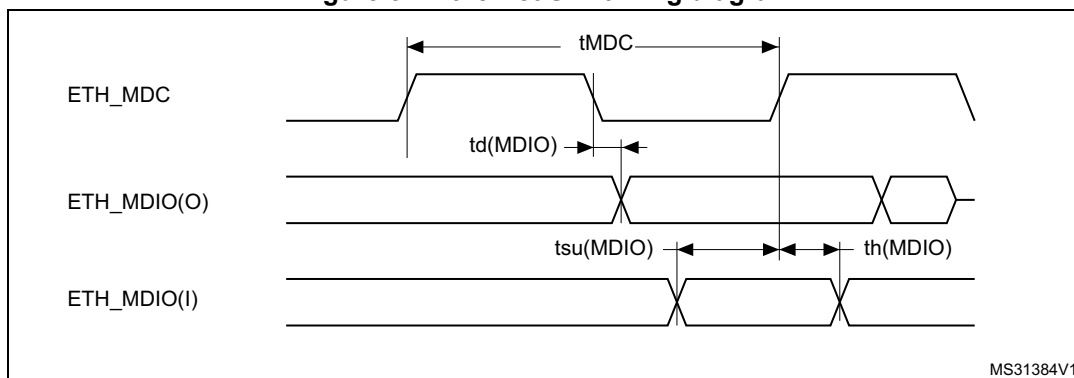 tMDC
ETH_MDC
td(MDIO)
ETH_MDIO(O)
tsu(MDIO) th(MDIO)
ETH_MDIO(I)
MS31384V1